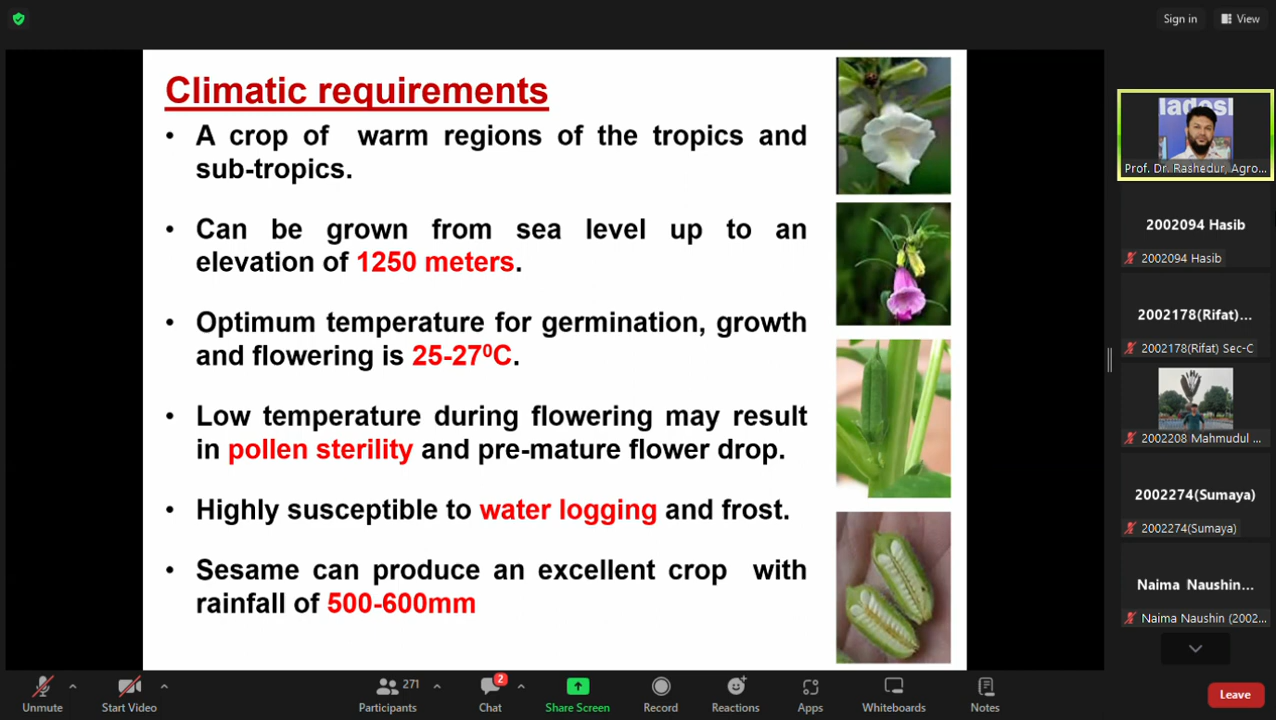 Sign in
View
Climatic requirements
• A crop of warm regions of the tropics and
sub-tropics.
• Can be grown from sea level up to an
elevation of 1250 meters.
• Optimum temperature for germination, growth
and flowering is 25-27⁰C.
• Low temperature during flowering may result
in pollen sterility and pre-mature flower drop.
• Highly susceptible to water logging and frost.
• Sesame can produce an excellent crop with
rainfall of 500-600mm
ladesl
Prof. Dr. Rashedur, Agro...
2002094 Hasib
2002094 Hasib
2002178(Rifat)...
2002178(Rifat) Sec-C
2002208 Mahmudul ...
2002274(Sumaya)
2002274(Sumaya)
Naima Naushin...
Naima Naushin (2002...
Unmute
Start Video
271
Participants
2
Chat
Share Screen
Record
Reactions
Apps
Whiteboards
Notes
Leave